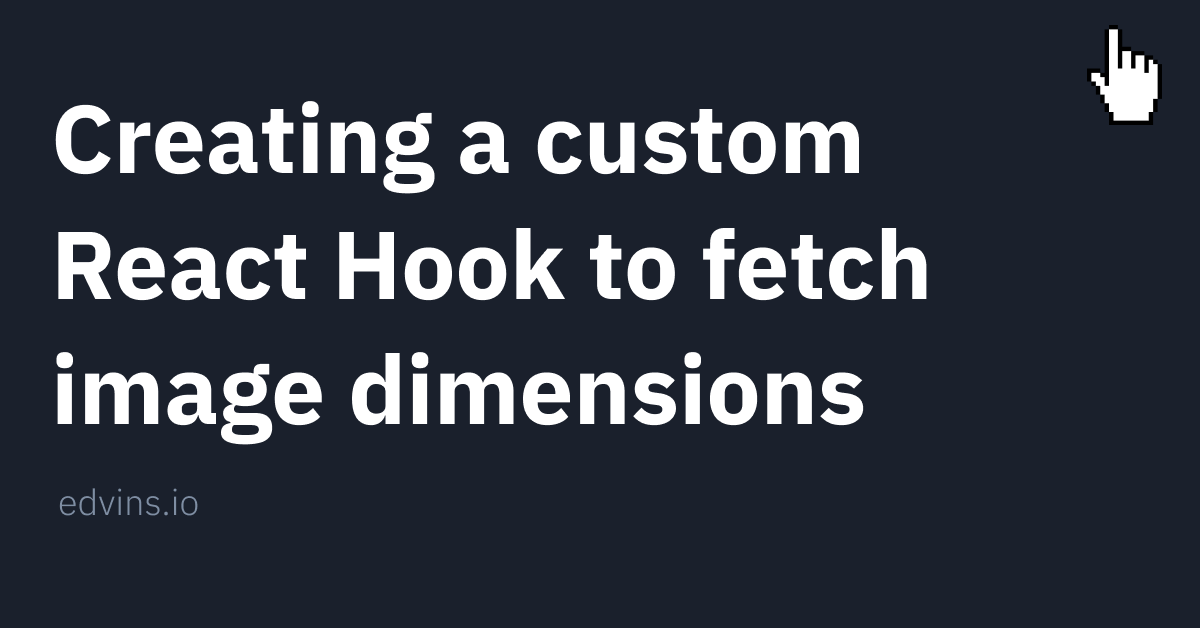 Creating a custom
React Hook to fetch
image dimensions
edvins.io